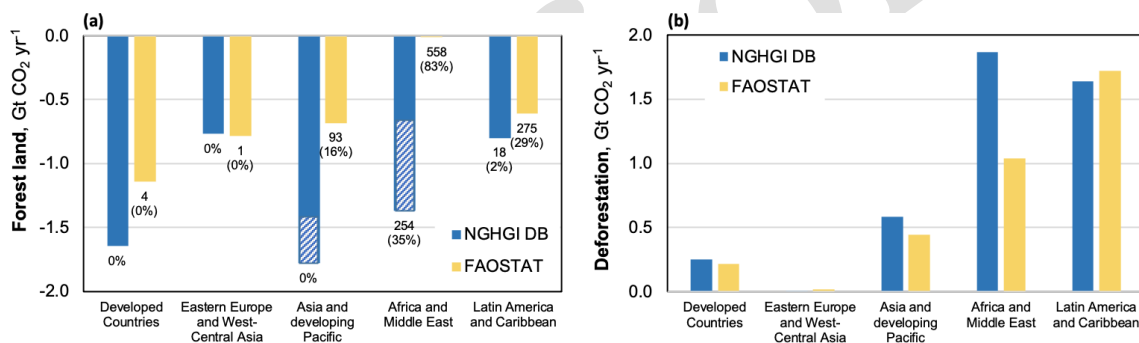 (a)
Forest land, Gt CO₂ yr⁻¹
0.0
-0.5
-1.0
-1.5
-2.0
0%
4
(0%)
0%
1
(0%)
0%
93
(16%)
254
(35%)
558
(83%)
18
(2%)
275
(29%)
NGHGI DB
FAOSTAT
Developed
Countries
Eastern Europe
and West-
Central Asia
Asia and
developing
Pacific
Africa and
Middle East
Latin America
and Caribbean
(b)
Deforestation, Gt CO₂ yr⁻¹
2.0
1.5
1.0
0.5
0.0
NGHGI DB
FAOSTAT
Developed
Countries
Eastern Europe
and West-
Central Asia
Asia and
developing
Pacific
Africa and
Middle East
Latin America
and Caribbean